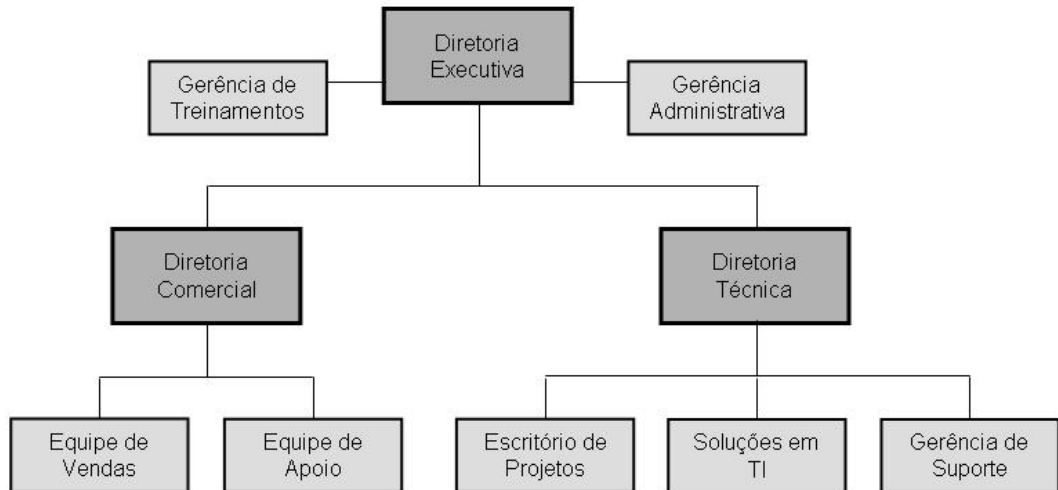 Diretoria
Executiva
Gerência de
Treinamentos
Gerência
Administrativa
Diretoria
Comercial
Diretoria
Técnica
Equipe de
Vendas
Equipe de
Apoio
Escritório de
Projetos
Soluções em
TI
Gerência de
Suporte